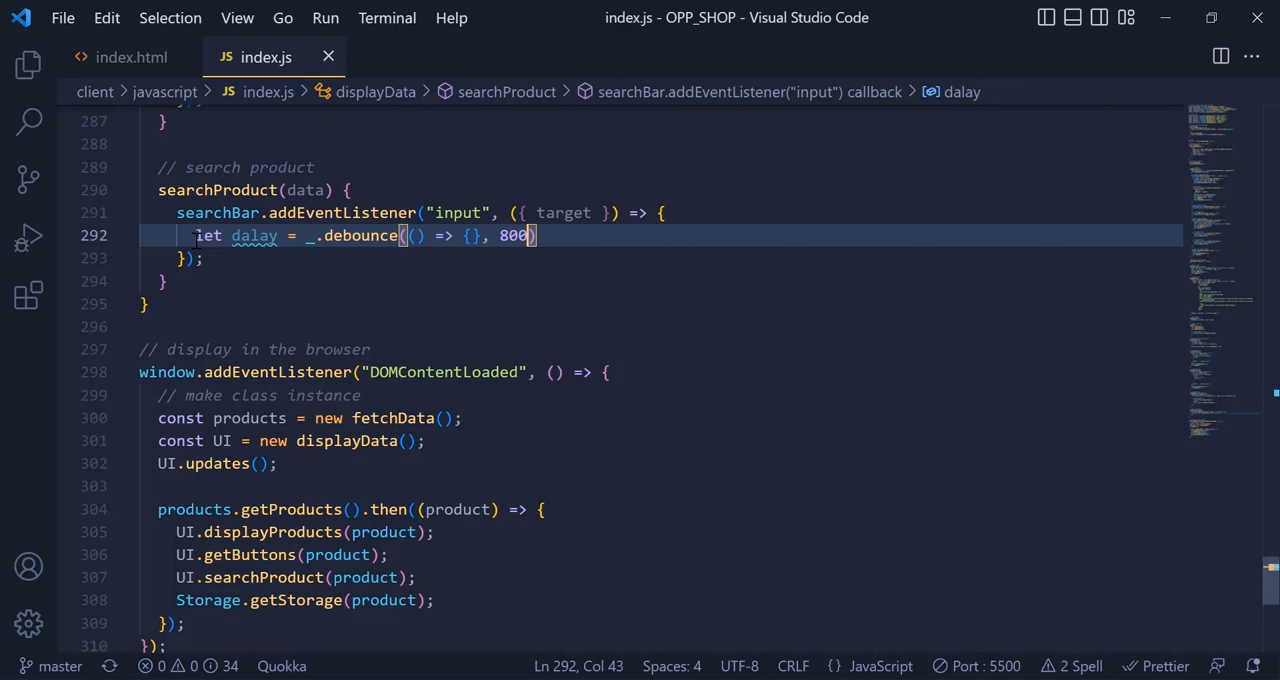 File Edit Selection View Go Run Terminal Help index.js - OPP_SHOP - Visual Studio Code
<> index.html JS index.js
client > javascript > JS index.js > displayData > searchProduct > searchBar.addEventListener("input") callback > dalay
287 }
288
289 // search product
290 searchProduct(data) {
291 searchBar.addEventListener("input", ({ target }) => {
292 let dalay = _.debounce(() => {}, 800)
293 });
294 }
295 }
296
297 // display in the browser
298 window.addEventListener("DOMContentLoaded", () => {
299 // make class instance
300 const products = new fetchData();
301 const UI = new displayData();
302 UI.updates();
303
304 products.getProducts().then((product) => {
305 UI.displayProducts(product);
306 UI.getButtons(product);
307 UI.searchProduct(product);
308 Storage.getStorage(product);
309 });
310 });
master 0 0 34 Quokka Ln 292, Col 43 Spaces: 4 UTF-8 CRLF {} JavaScript Port : 5500 2 Spell Prettier